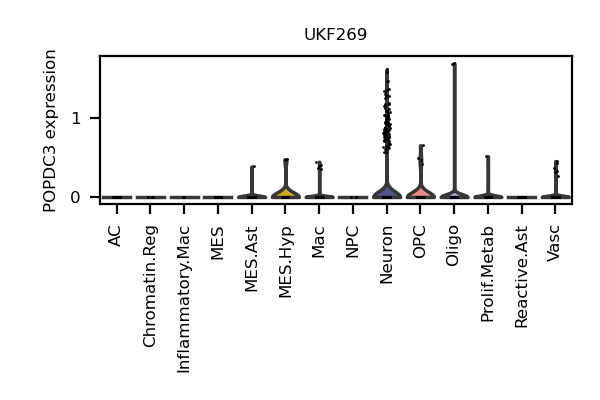 UKF269
POPDC3 expression
1
0
AC
Chromatin.Reg
Inflammatory.Mac
MES
MES.Ast
MES.Hyp
Mac
NPC
Neuron
OPC
Oligo
Prolif.Metab
Reactive.Ast
Vasc